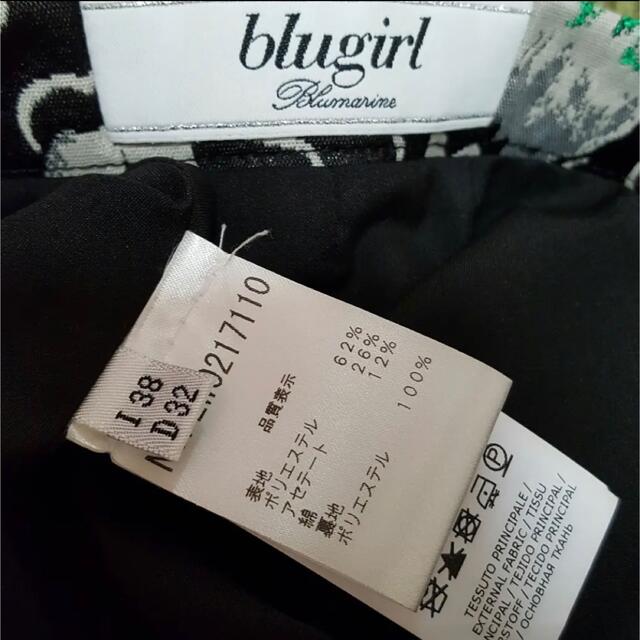 blugirl
Blumarine
I 38
D 32
0217110
品質表示
表地
ポリエステル 62%
アセテート 26%
綿 12%
裏地
ポリエステル 100%
TESSUTO PRINCIPALE /
EXTERNAL FABRIC / TISSU
/ TEJIDO PRINCIPAL /
/ TECIDO PRINCIPAL
/ ОСНОВНАЯ ТКАНЬ